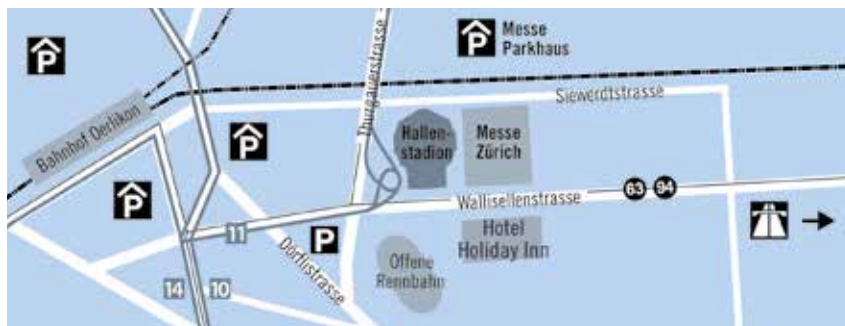 P
Messe
Parkhaus
P
Bahnhof Oerlikon
Thurgauerstrasse
Siewerdtstrasse
P
Hallen-
stadion
Messe
Zürich
P
Wallisellenstrasse
63 94
11
P
Dörflistrasse
Hotel
Holiday Inn
Offene
Rennbahn
14 10